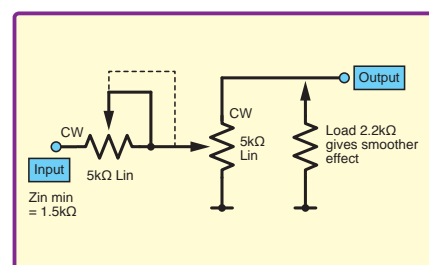 CW
Input
5kΩ Lin
Zin min
= 1.5kΩ
CW
5kΩ
Lin
Output
Load 2.2kΩ
gives smoother
effect